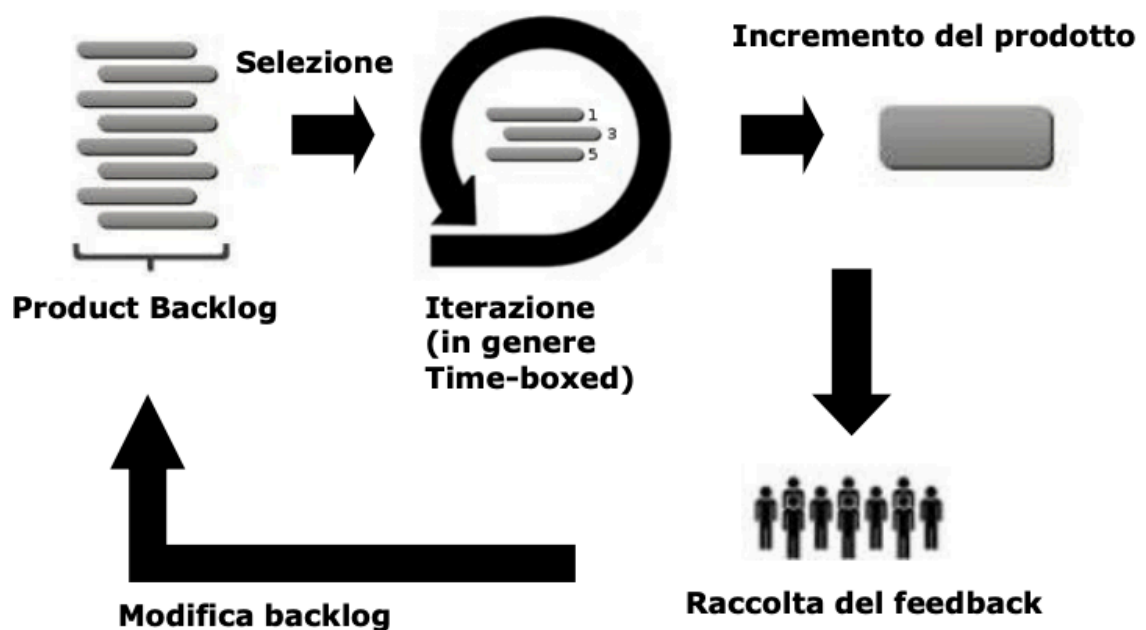 Selezione
Incremento del prodotto
1
3
5
Product Backlog
Iterazione
(in genere
Time-boxed)
Modifica backlog
Raccolta del feedback